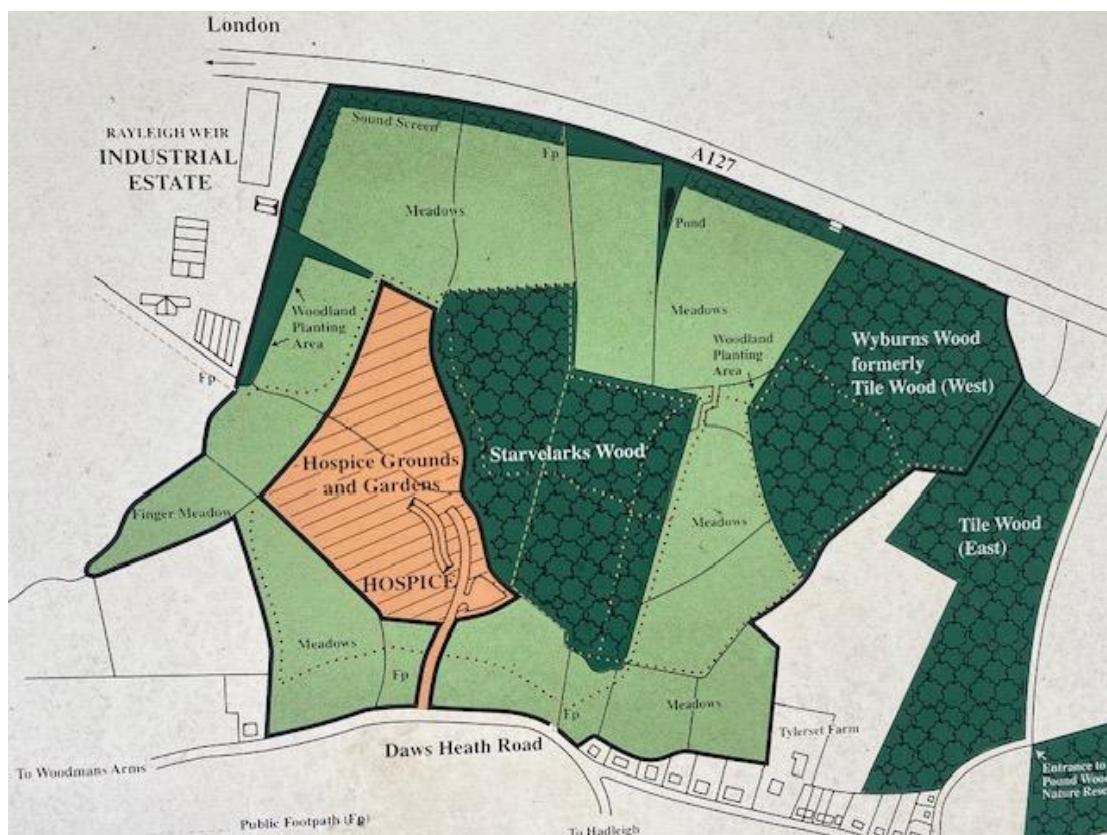 London
RAYLEIGH WEIR
INDUSTRIAL
ESTATE
Sound Screen
Fp
A127
Meadows
Pond
Woodland
Planting
Area
Meadows
Woodland
Planting
Area
Wyburns Wood
formerly
Tile Wood (West)
Fp
Hospice Grounds
and Gardens
Starvelarks Wood
Finger Meadow
Meadows
Tile Wood
(East)
HOSPICE
Meadows
Fp
Meadows
Fp
Daws Heath Road
Tylerset Farm
To Woodmans Arms
Entrance to
Pound Wood
Nature Rese
Public Footpath (Fp)
To Hadleigh